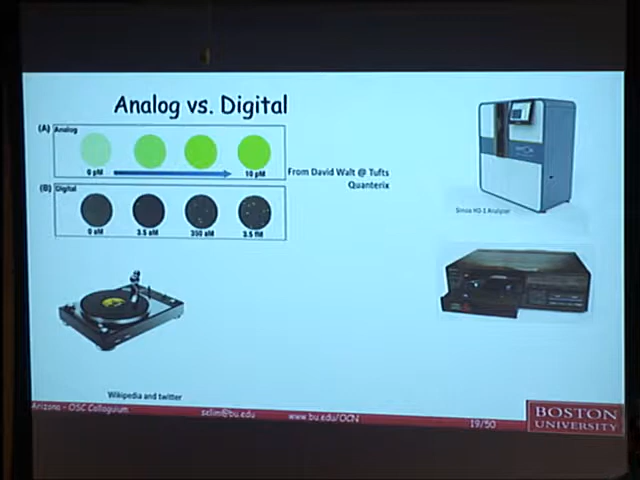 Analog vs. Digital
(A) Analog
0 pM
10 pM
From David Walt @ Tufts
Quanterix
(B) Digital
0 aM
3.5 aM
350 aM
3.5 fM
Simoa HD-1 Analyzer
Wikipedia and twitter
Arizona - OSC Colloquium
selim@bu.edu
www.bu.edu/OCN
19/50
BOSTON
UNIVERSITY